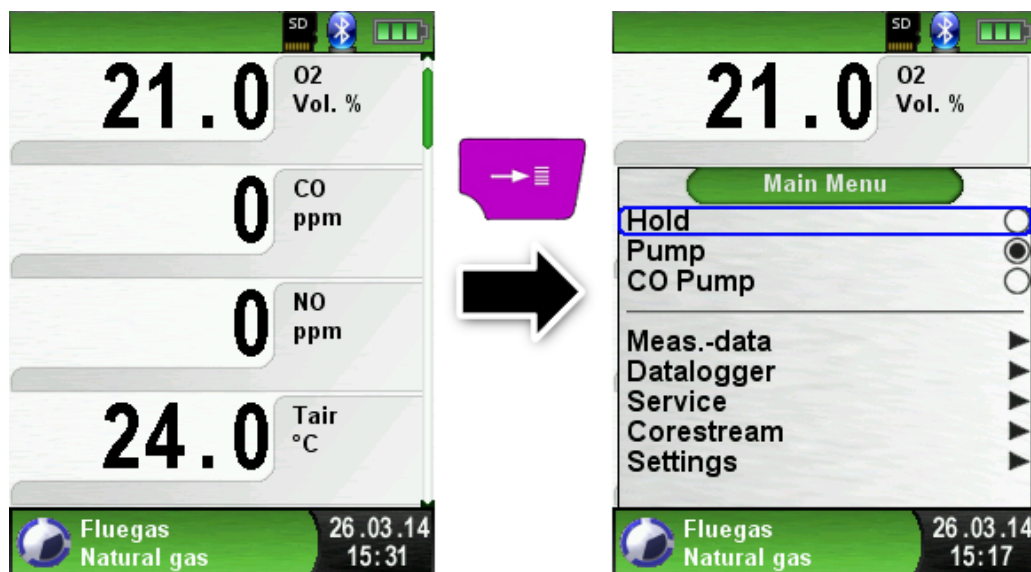 SD
21.0
O2
Vol. %
0
CO
ppm
0
NO
ppm
24.0
Tair
°C
Fluegas
Natural gas
26.03.14
15:31
SD
21.0
O2
Vol. %
Main Menu
Hold
Pump
CO Pump
Meas.-data
Datalogger
Service
Corestream
Settings
Fluegas
Natural gas
26.03.14
15:17